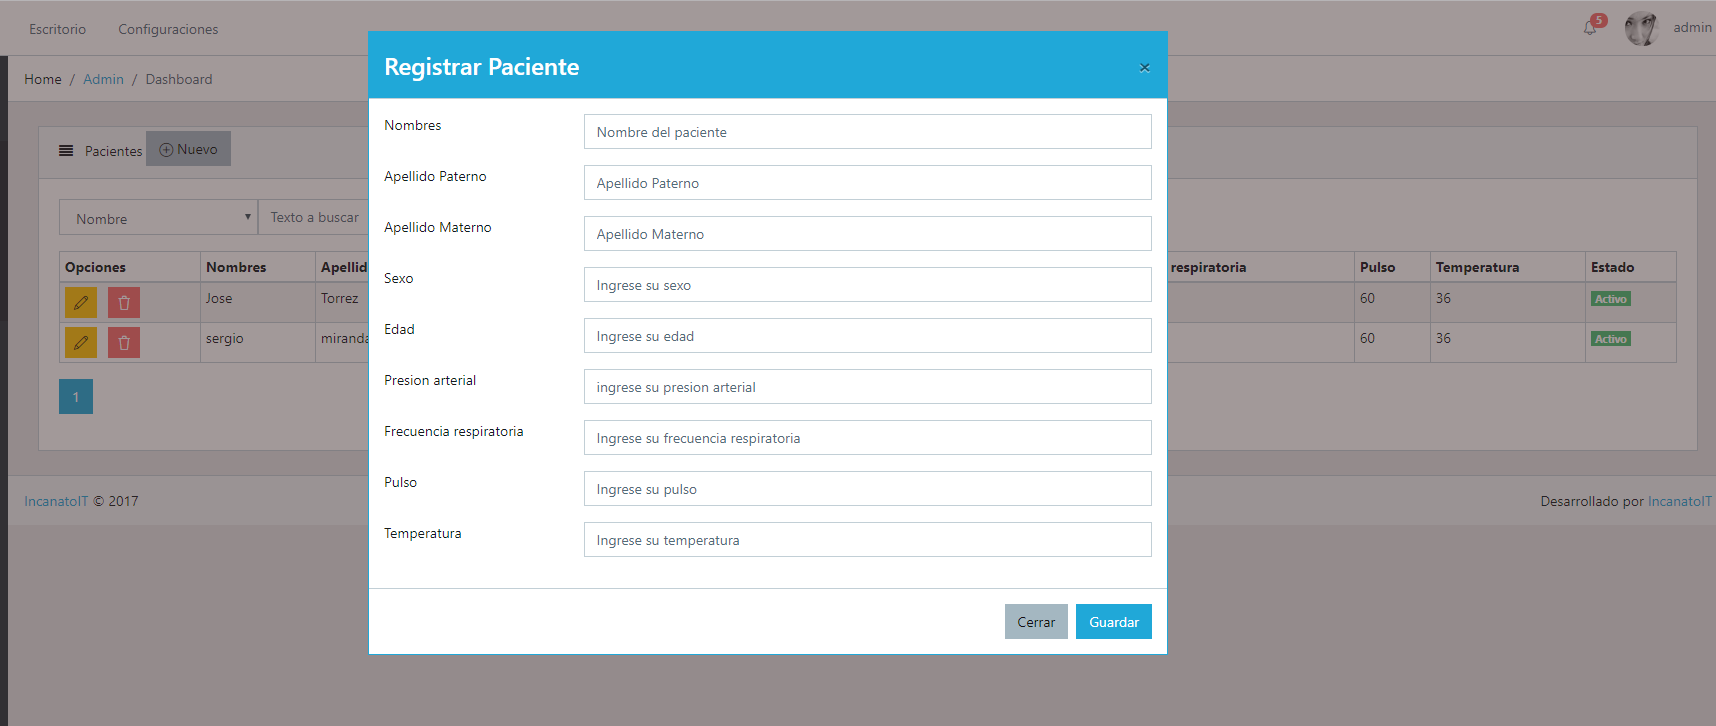 Escritorio Configuraciones 5 admin
Home / Admin / Dashboard
Registrar Paciente ×
Pacientes Nuevo
Nombre Texto a buscar
Opciones Nombres Apellid respiratoria Pulso Temperatura Estado
Jose Torrez 60 36 Activo
sergio miranda 60 36 Activo
1
Nombres Nombre del paciente
Apellido Paterno Apellido Paterno
Apellido Materno Apellido Materno
Sexo Ingrese su sexo
Edad Ingrese su edad
Presion arterial ingrese su presion arterial
Frecuencia respiratoria Ingrese su frecuencia respiratoria
Pulso Ingrese su pulso
Temperatura Ingrese su temperatura
Cerrar Guardar
IncanatoIT © 2017 Desarrollado por IncanatoIT